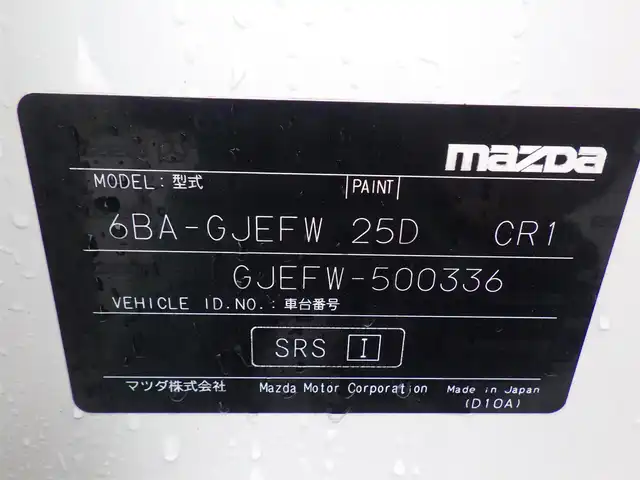 mazDa
MODEL: 型式 |PAINT|
6BA-GJEFW 25D CR1
GJEFW-500336
VEHICLE ID.NO.: 車台番号
SRS I
マツダ株式会社 Mazda Motor Corporation Made in Japan
(D10A)